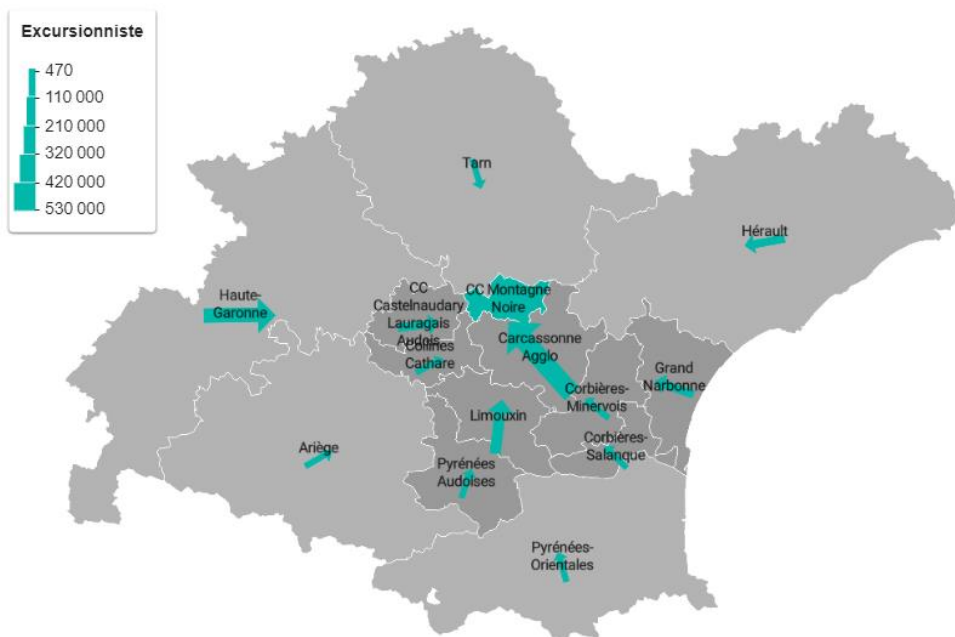 Excursionniste
470
110 000
210 000
320 000
420 000
530 000
Tarn
Hérault
Haute-
Garonne
CC
Castelnaudary
Lauragais
Audois
CC Montagne
Noire
Collines
Cathare
Carcassonne
Agglo
Grand
Narbonne
Corbières-
Minervois
Limouxin
Corbières-
Salanque
Ariège
Pyrénées
Audoises
Pyrénées-
Orientales